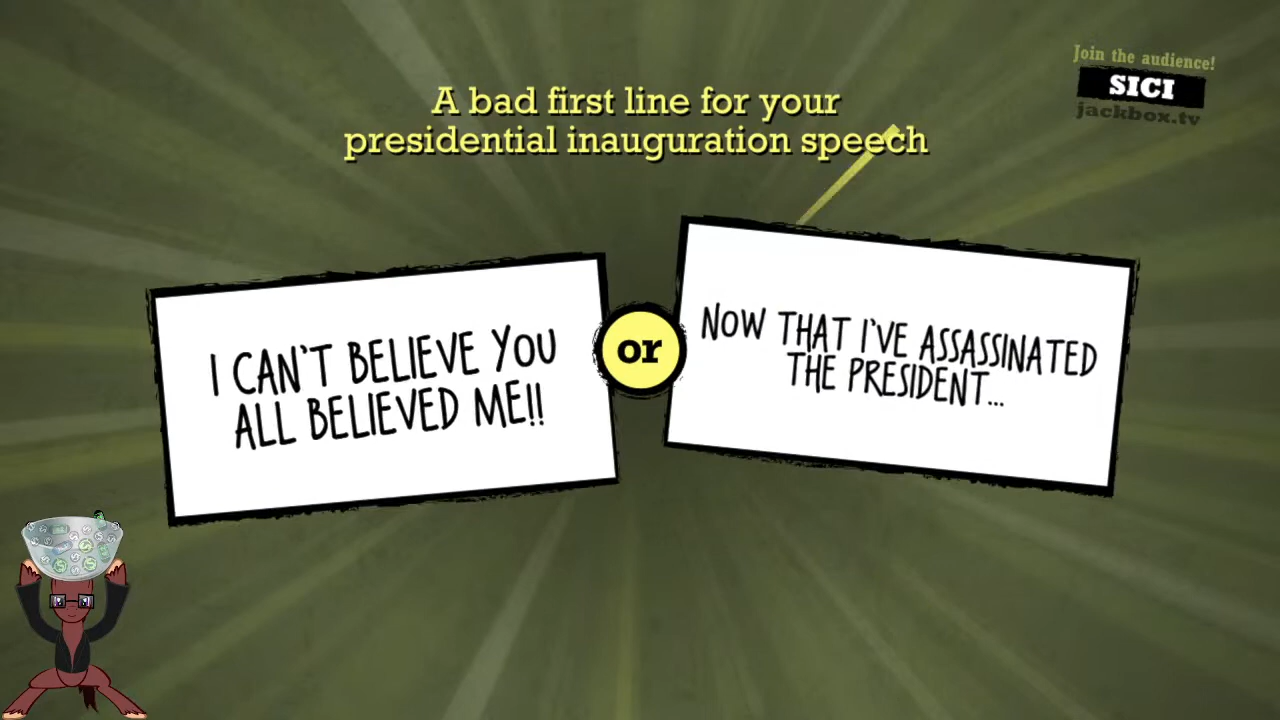 Join the audience!
SICI
jackbox.tv
A bad first line for your
presidential inauguration speech
I CAN'T BELIEVE YOU
ALL BELIEVED ME!!
or
NOW THAT I'VE ASSASSINATED
THE PRESIDENT...